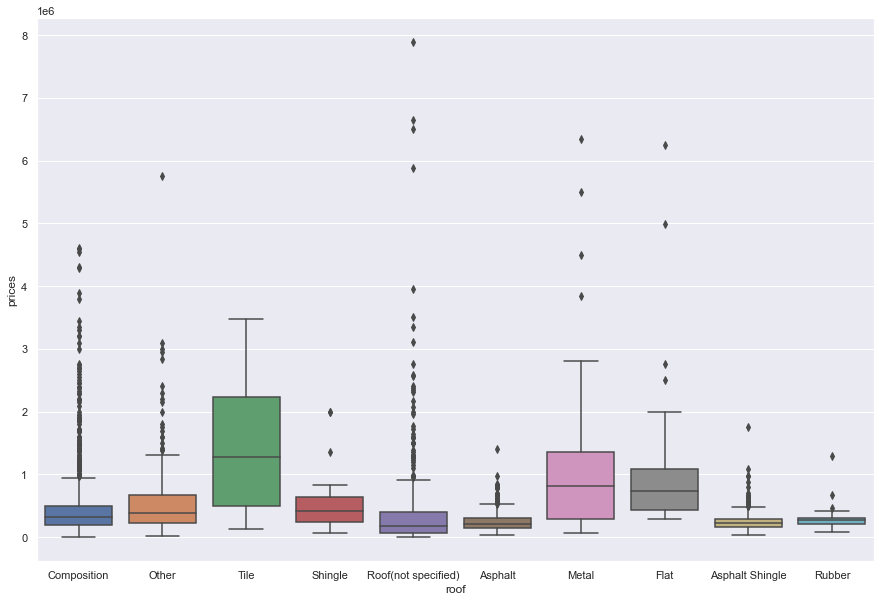 1e6
8
7
6
5
4
3
2
1
0
prices
Composition Other Tile Shingle Roof(not specified) Asphalt Metal Flat Asphalt Shingle Rubber
roof